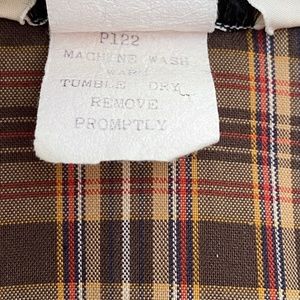 P122
MACHINE WASH
WARM
TUMBLE DRY
REMOVE
PROMPTLY